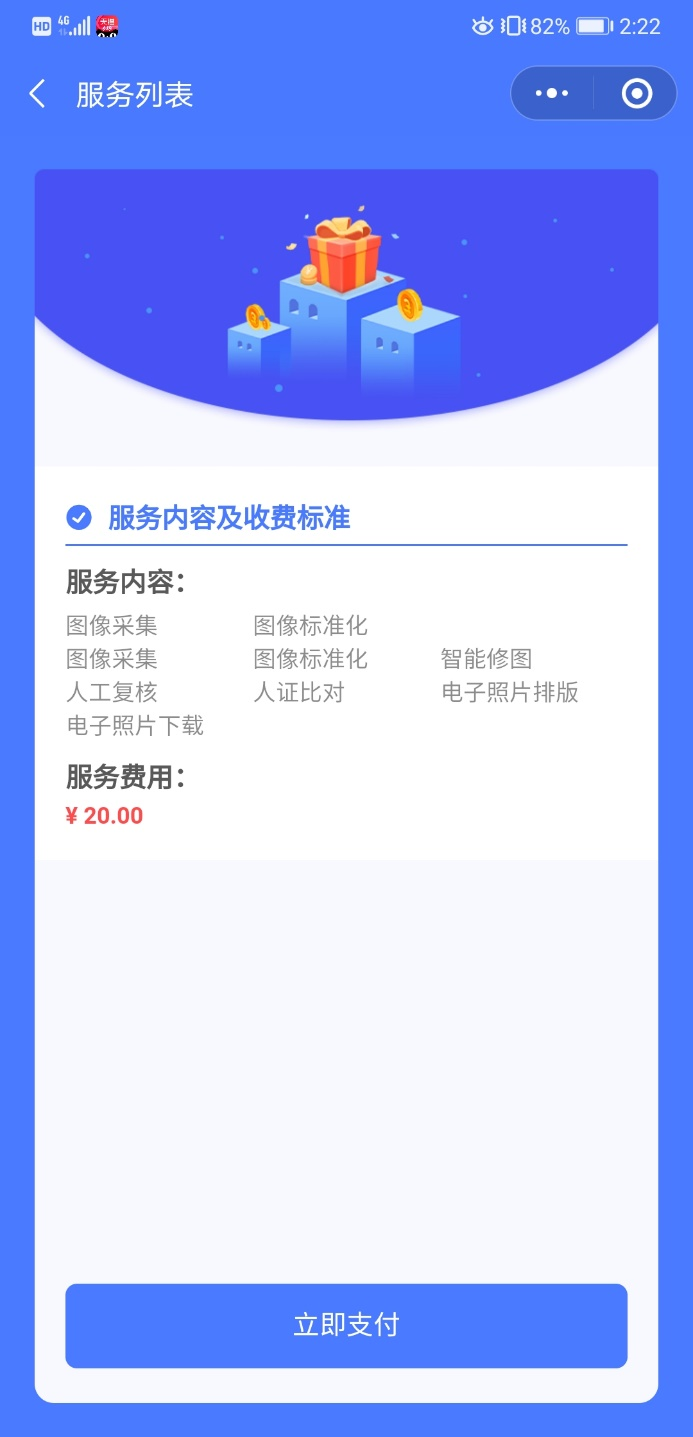 HD 4G 82% 2:22
服务列表
服务内容及收费标准
服务内容：
图像采集 图像标准化
图像采集 图像标准化 智能修图
人工复核 人证比对 电子照片排版
电子照片下载
服务费用：
¥ 20.00
立即支付